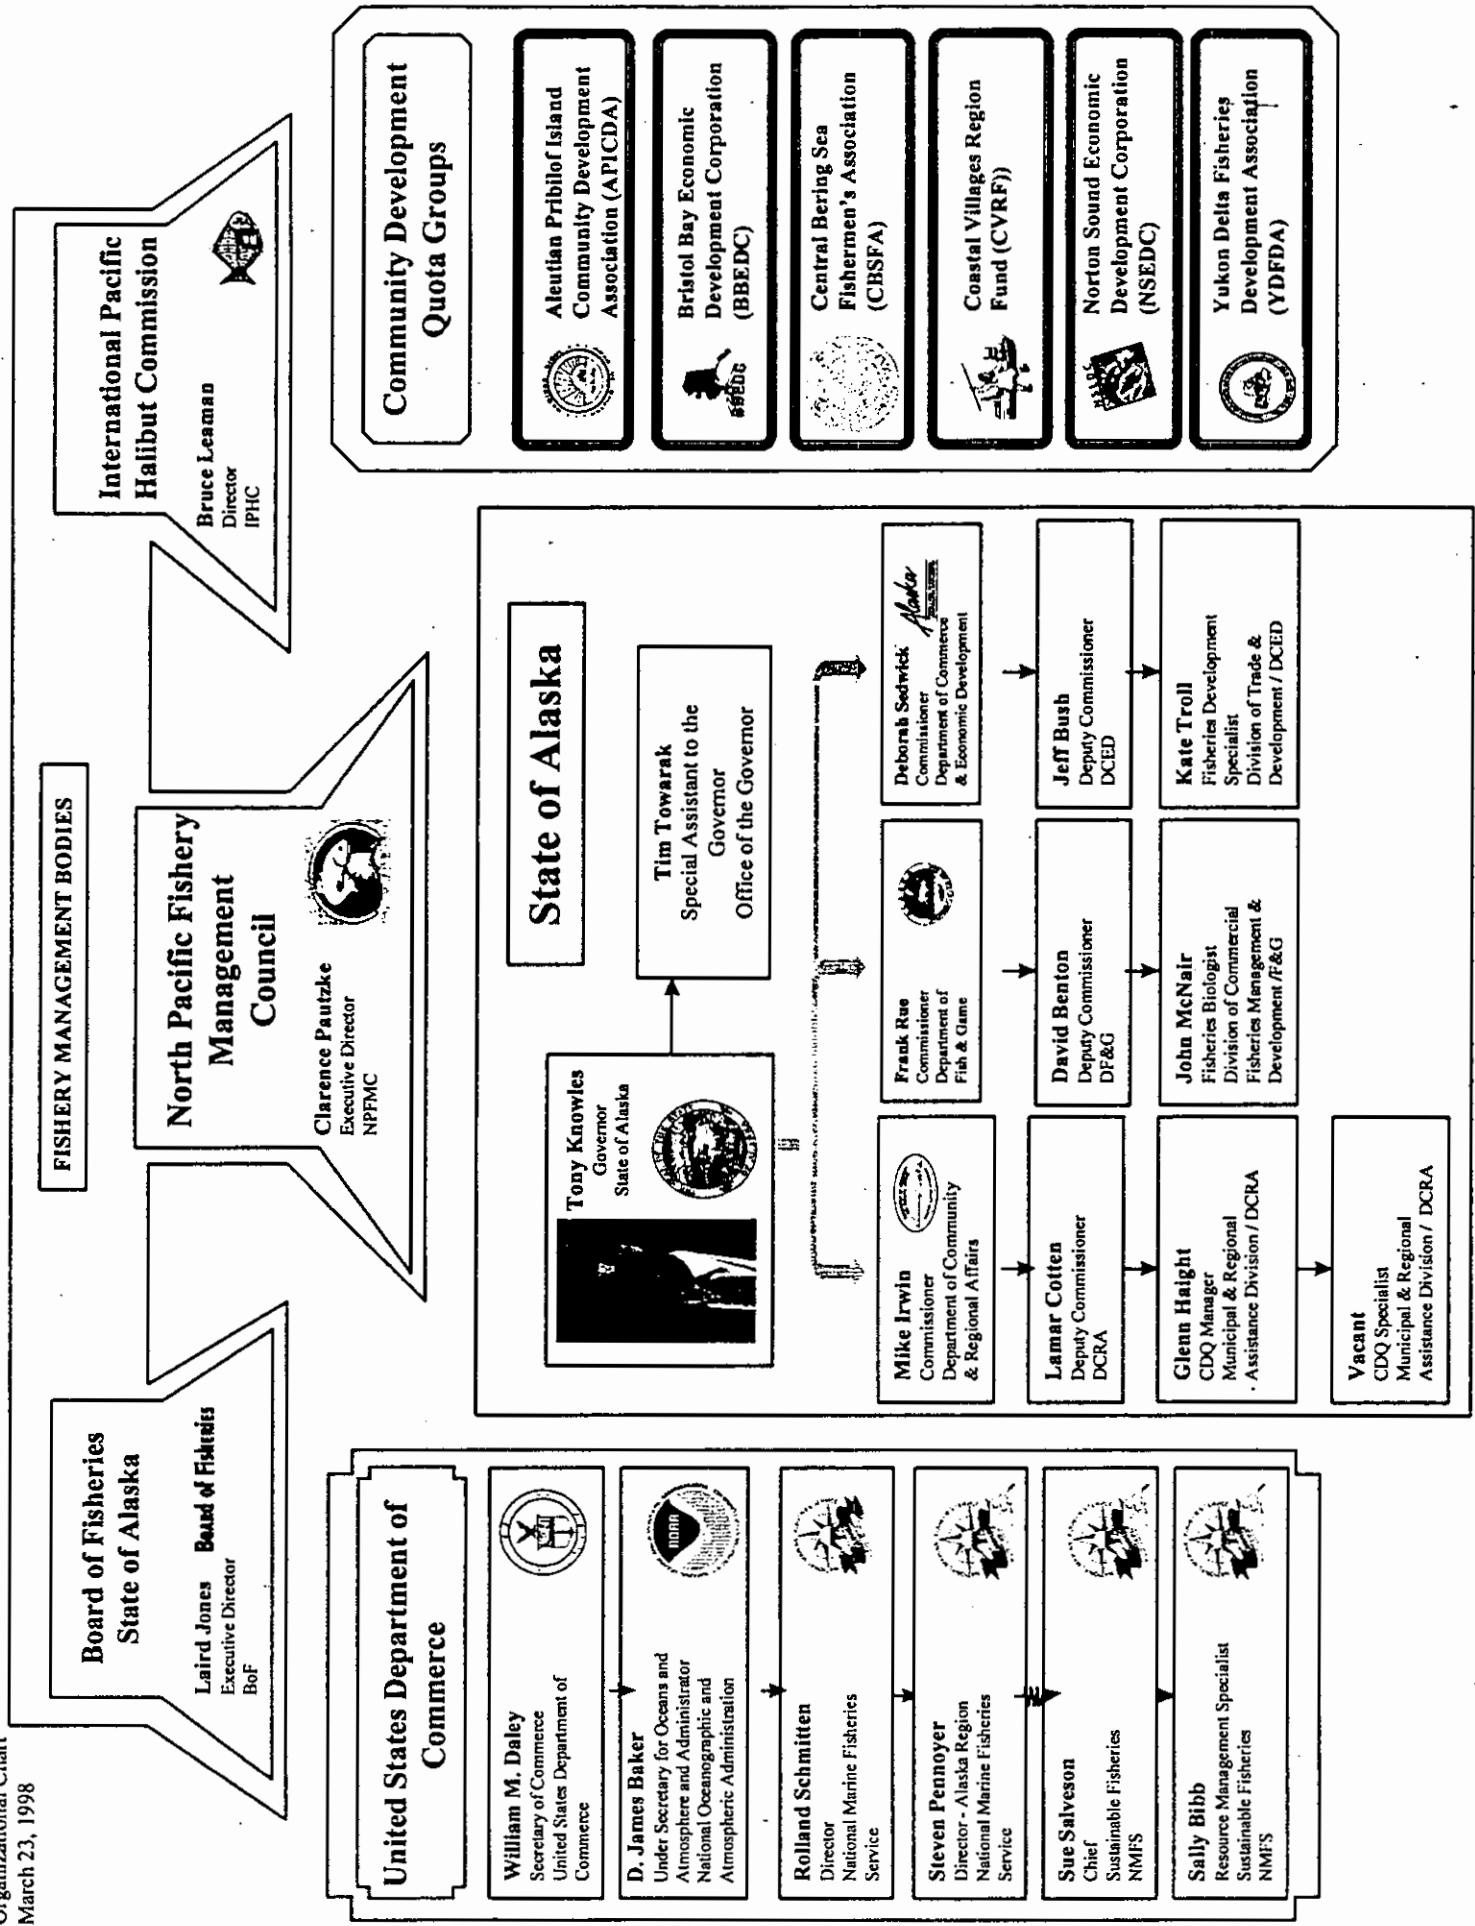 Organizational Chart
March 23, 1998
FISHERY MANAGEMENT BODIES
Board of Fisheries
State of Alaska
Laird Jones
Executive Director
BoF
Board of Fisheries
North Pacific Fishery
Management
Council
Clarence Pautzke
Executive Director
NPFMC
International Pacific
Halibut Commission
Bruce Leaman
Director
IPHC
United States Department of
Commerce
William M. Daley
Secretary of Commerce
United States Department of
Commerce
D. James Baker
Under Secretary for Oceans and
Atmosphere and Administrator
National Oceanographic and
Atmospheric Administration
NOAA
Rolland Schmitten
Director
National Marine Fisheries
Service
Steven Pennoyer
Director - Alaska Region
National Marine Fisheries
Service
Sue Salveson
Chief
Sustainable Fisheries
NMFS
Sally Bibb
Resource Management Specialist
Sustainable Fisheries
NMFS
State of Alaska
Tony Knowles
Governor
State of Alaska
Tim Towarak
Special Assistant to the
Governor
Office of the Governor
Mike Irwin
Commissioner
Department of Community
& Regional Affairs
Lamar Cotten
Deputy Commissioner
DCRA
Glenn Haight
CDQ Manager
Municipal & Regional
Assistance Division / DCRA
Vacant
CDQ Specialist
Municipal & Regional
Assistance Division / DCRA
Frank Rue
Commissioner
Department of
Fish & Game
David Benton
Deputy Commissioner
DF&G
John McNair
Fisheries Biologist
Division of Commercial
Fisheries Management &
Development /F&G
Deborah Sedwick
Commissioner
Department of Commerce
& Economic Development
Alaska
Jeff Bush
Deputy Commissioner
DCED
Kate Troll
Fisheries Development
Specialist
Division of Trade &
Development / DCED
Community Development
Quota Groups
Aleutian Pribilof Island
Community Development
Association (APICDA)
Bristol Bay Economic
Development Corporation
(BBEDC)
BBEDC
Central Bering Sea
Fishermen's Association
(CBSFA)
Coastal Villages Region
Fund (CVRF))
Norton Sound Economic
Development Corporation
(NSEDC)
Yukon Delta Fisheries
Development Association
(YDFDA)